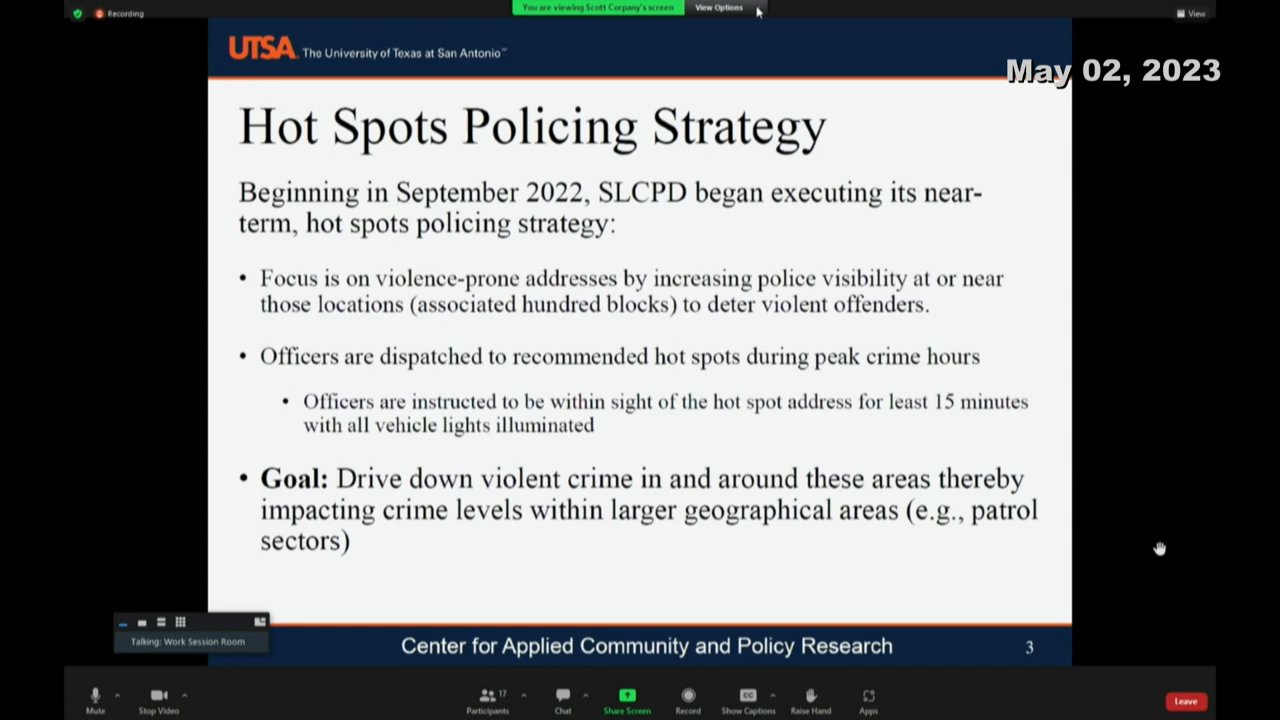 Recording
You are viewing Scott Corpany's screen
View Options
View
UTSA The University of Texas at San Antonio™
May 02, 2023
Hot Spots Policing Strategy
Beginning in September 2022, SLCPD began executing its near-
term, hot spots policing strategy:
• Focus is on violence-prone addresses by increasing police visibility at or near
those locations (associated hundred blocks) to deter violent offenders.
• Officers are dispatched to recommended hot spots during peak crime hours
• Officers are instructed to be within sight of the hot spot address for least 15 minutes
with all vehicle lights illuminated
• Goal: Drive down violent crime in and around these areas thereby
impacting crime levels within larger geographical areas (e.g., patrol
sectors)
Talking: Work Session Room
Center for Applied Community and Policy Research
3
Mute
Stop Video
Participants 17
Chat
Share Screen
Record
CC
Show Captions
Raise Hand
Apps
Leave